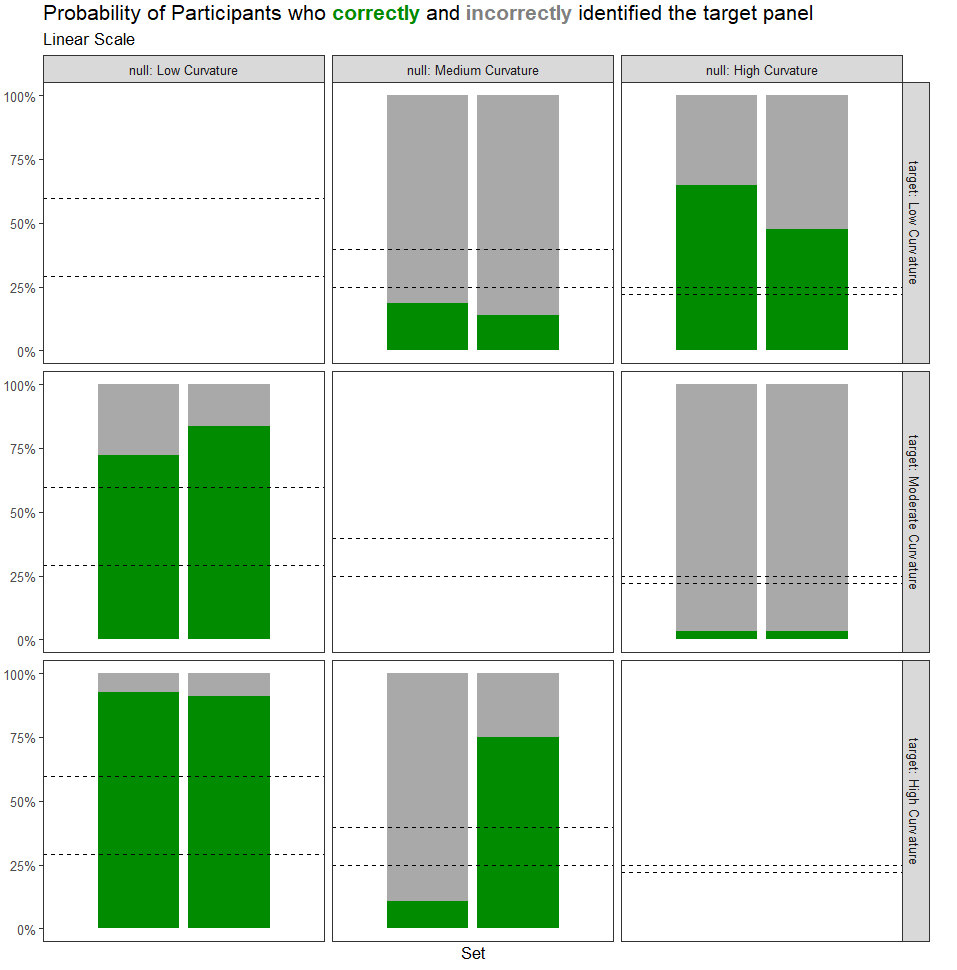 Probability of Participants who correctly and incorrectly identified the target panel
Linear Scale
null: Low Curvature
null: Medium Curvature
null: High Curvature
100%
75%
50%
25%
0%
target: Low Curvature
100%
75%
50%
25%
0%
target: Moderate Curvature
100%
75%
50%
25%
0%
target: High Curvature
Set